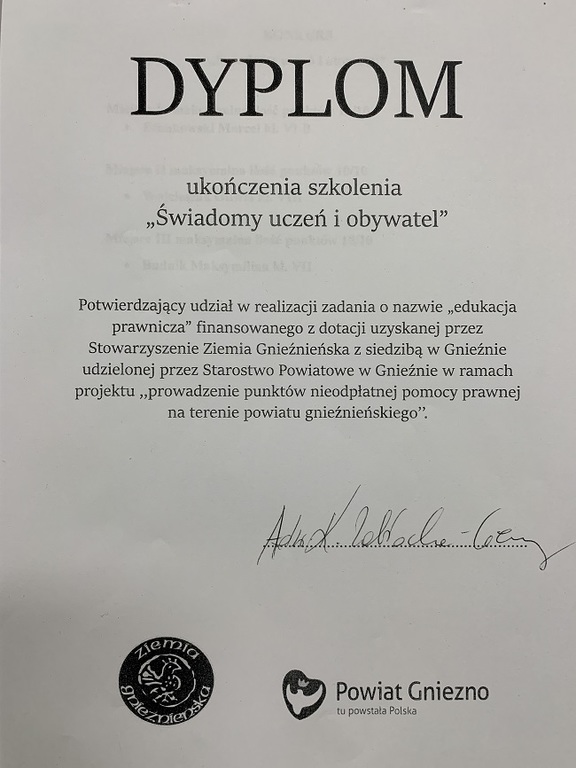 DYPLOM
ukończenia szkolenia
„Świadomy uczeń i obywatel”
Potwierdzający udział w realizacji zadania o nazwie „edukacja
prawnicza” finansowanego z dotacji uzyskanej przez
Stowarzyszenie Ziemia Gnieźnieńska z siedzibą w Gnieźnie
udzielonej przez Starostwo Powiatowe w Gnieźnie w ramach
projektu ,,prowadzenie punktów nieodpłatnej pomocy prawnej
na terenie powiatu gnieźnieńskiego’’.
ziemia
gnieźnieńska
Powiat Gniezno
tu powstała Polska